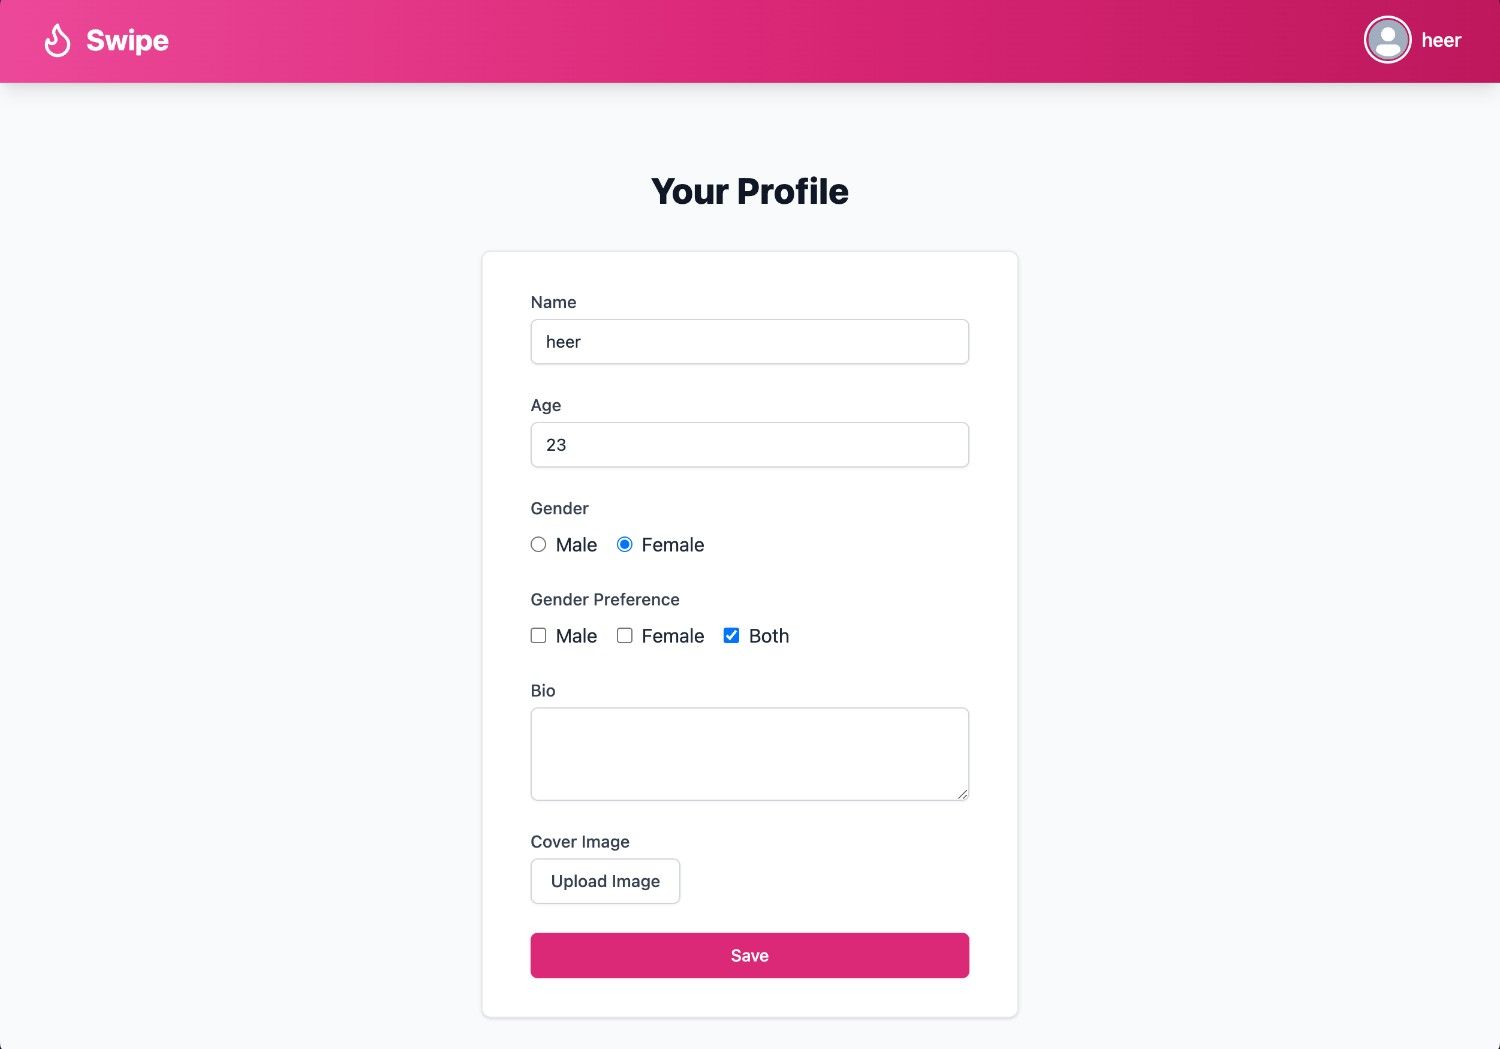 Swipe
heer
Your Profile
Name
heer
Age
23
Gender
Male Female
Gender Preference
Male Female Both
Bio
Cover Image
Upload Image
Save